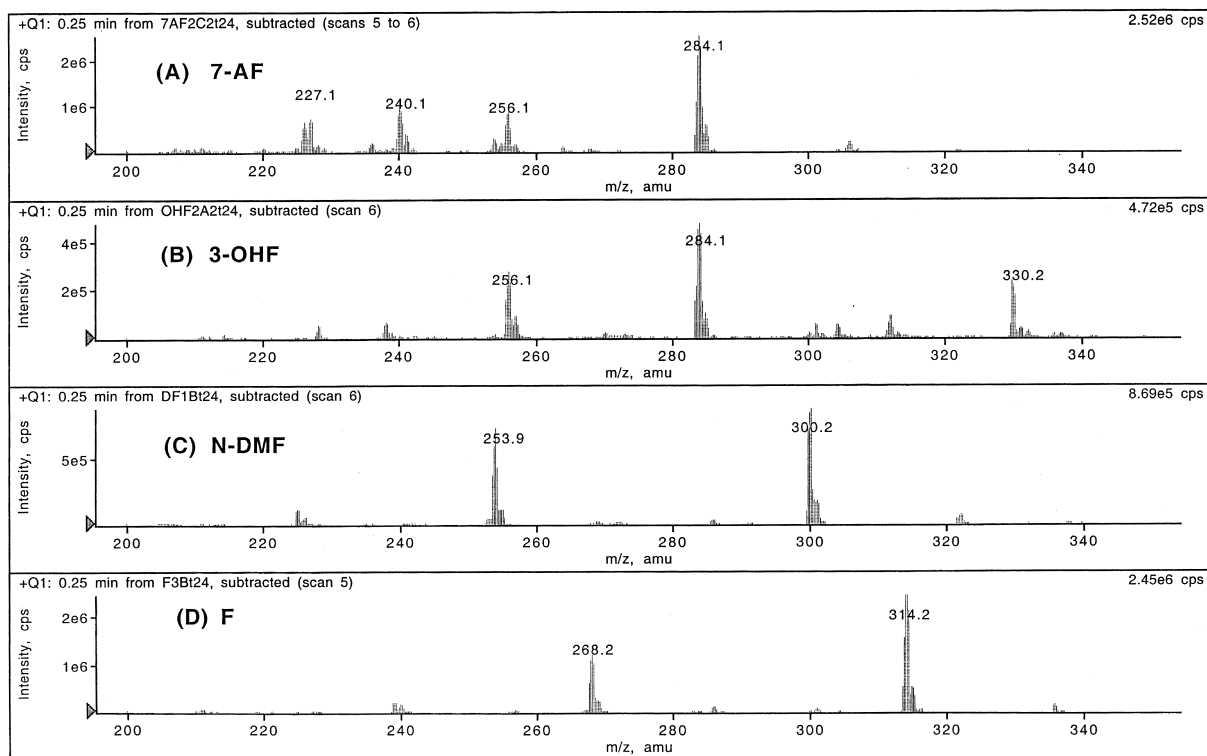 +Q1: 0.25 min from 7AF2C2t24, subtracted (scans 5 to 6) 2.52e6 cps
Intensity, cps
2e6
1e6
(A) 7-AF
227.1 240.1 256.1 284.1
200 220 240 260 280 300 320 340
m/z, amu
+Q1: 0.25 min from OHF2A2t24, subtracted (scan 6) 4.72e5 cps
Intensity, cps
4e5
2e5
(B) 3-OHF
256.1 284.1 330.2
200 220 240 260 280 300 320 340
m/z, amu
+Q1: 0.25 min from DF1Bt24, subtracted (scan 6) 8.69e5 cps
Intensity, cps
5e5
(C) N-DMF
253.9 300.2
200 220 240 260 280 300 320 340
m/z, amu
+Q1: 0.25 min from F3Bt24, subtracted (scan 5) 2.45e6 cps
Intensity, cps
2e6
1e6
(D) F
268.2 314.2
200 220 240 260 280 300 320 340
m/z, amu